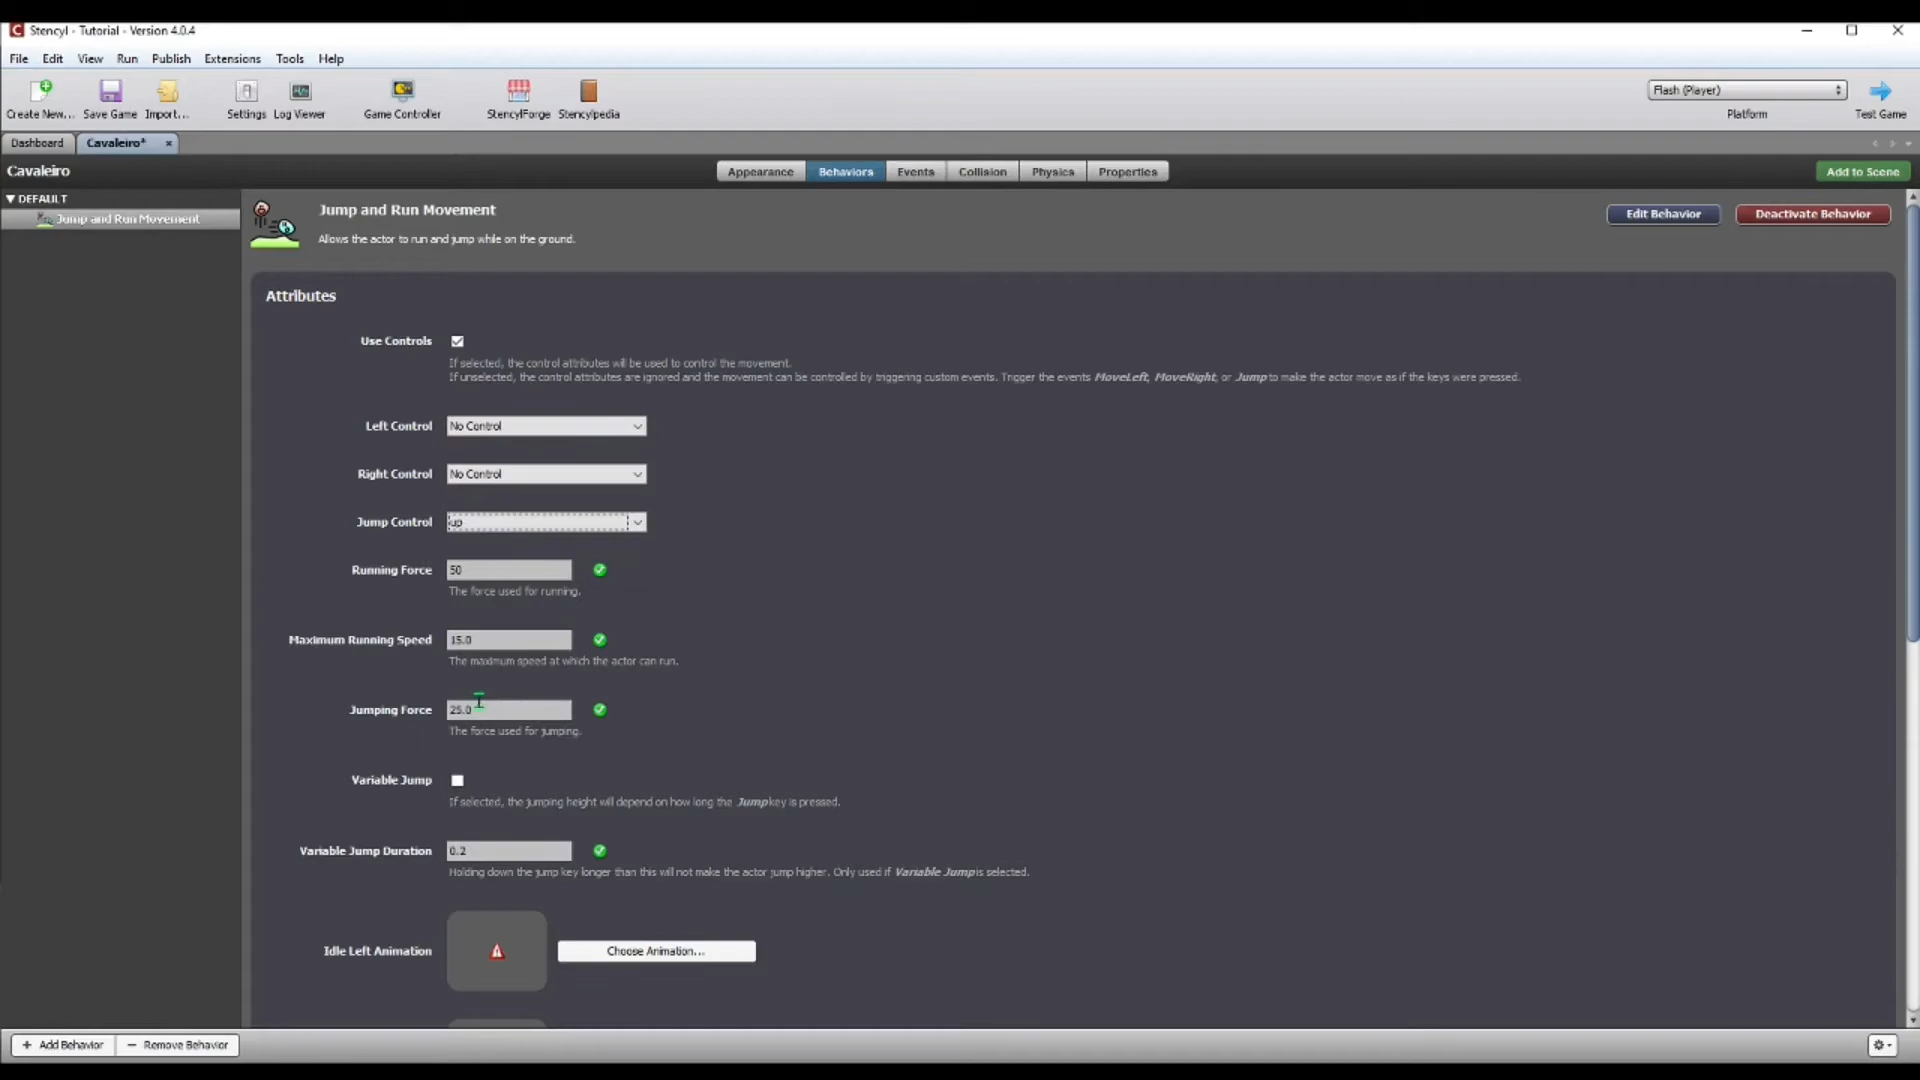 Stencyl - Tutorial - Version 4.0.4
File Edit View Run Publish Extensions Tools Help
Create New... Save Game Import... Settings Log Viewer Game Controller StencylForge Stencylpedia
Flash (Player)
Platform
Test Game
Dashboard Cavaleiro*
Cavaleiro
Appearance Behaviors Events Collision Physics Properties
Add to Scene
DEFAULT
Jump and Run Movement
Jump and Run Movement
Allows the actor to run and jump while on the ground.
Edit Behavior
Deactivate Behavior
Attributes
Use Controls
If selected, the control attributes will be used to control the movement.
If unselected, the control attributes are ignored and the movement can be controlled by triggering custom events. Trigger the events MoveLeft, MoveRight, or Jump to make the actor move as if the keys were pressed.
Left Control No Control
Right Control No Control
Jump Control up
Running Force 50
The force used for running.
Maximum Running Speed 15.0
The maximum speed at which the actor can run.
Jumping Force 25.0
The force used for jumping.
Variable Jump
If selected, the jumping height will depend on how long the Jump key is pressed.
Variable Jump Duration 0.2
Holding down the jump key longer than this will not make the actor jump higher. Only used if Variable Jump is selected.
Idle Left Animation Choose Animation...
+ Add Behavior - Remove Behavior